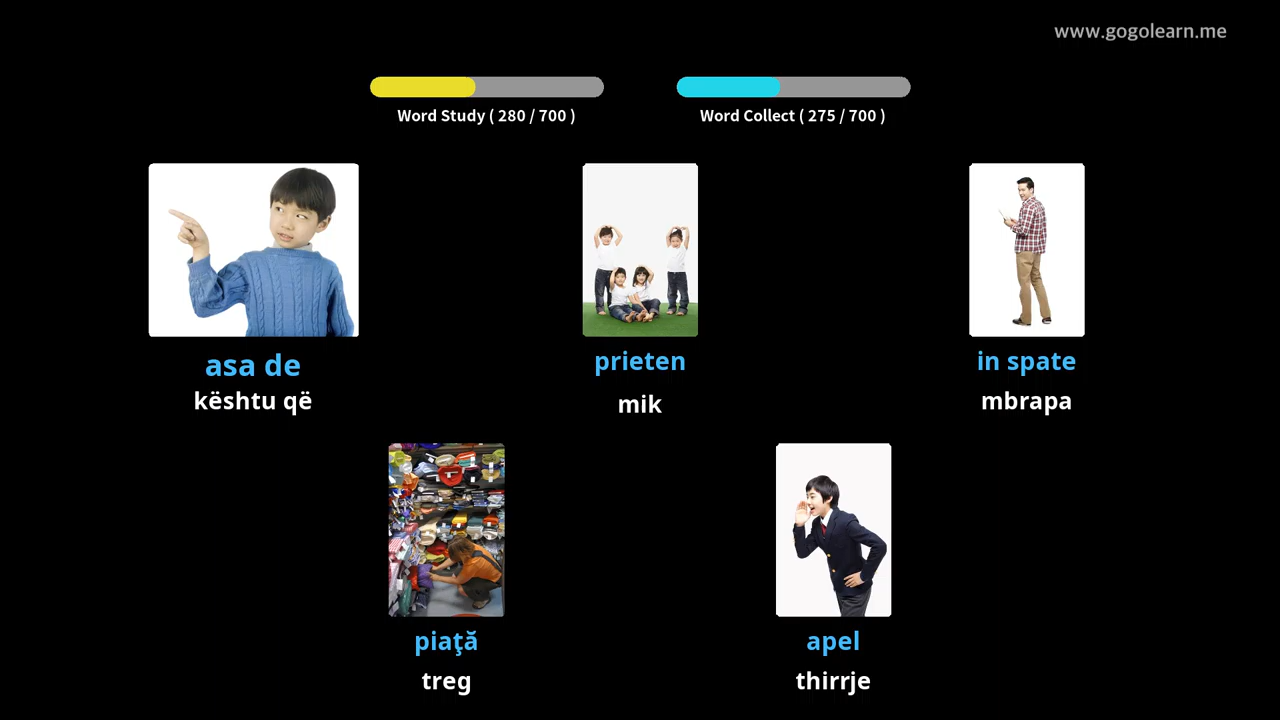 www.gogolearn.me
Word Study ( 280 / 700 )
Word Collect ( 275 / 700 )
asa de
kështu që
prieten
mik
in spate
mbrapa
piaţă
treg
apel
thirrje